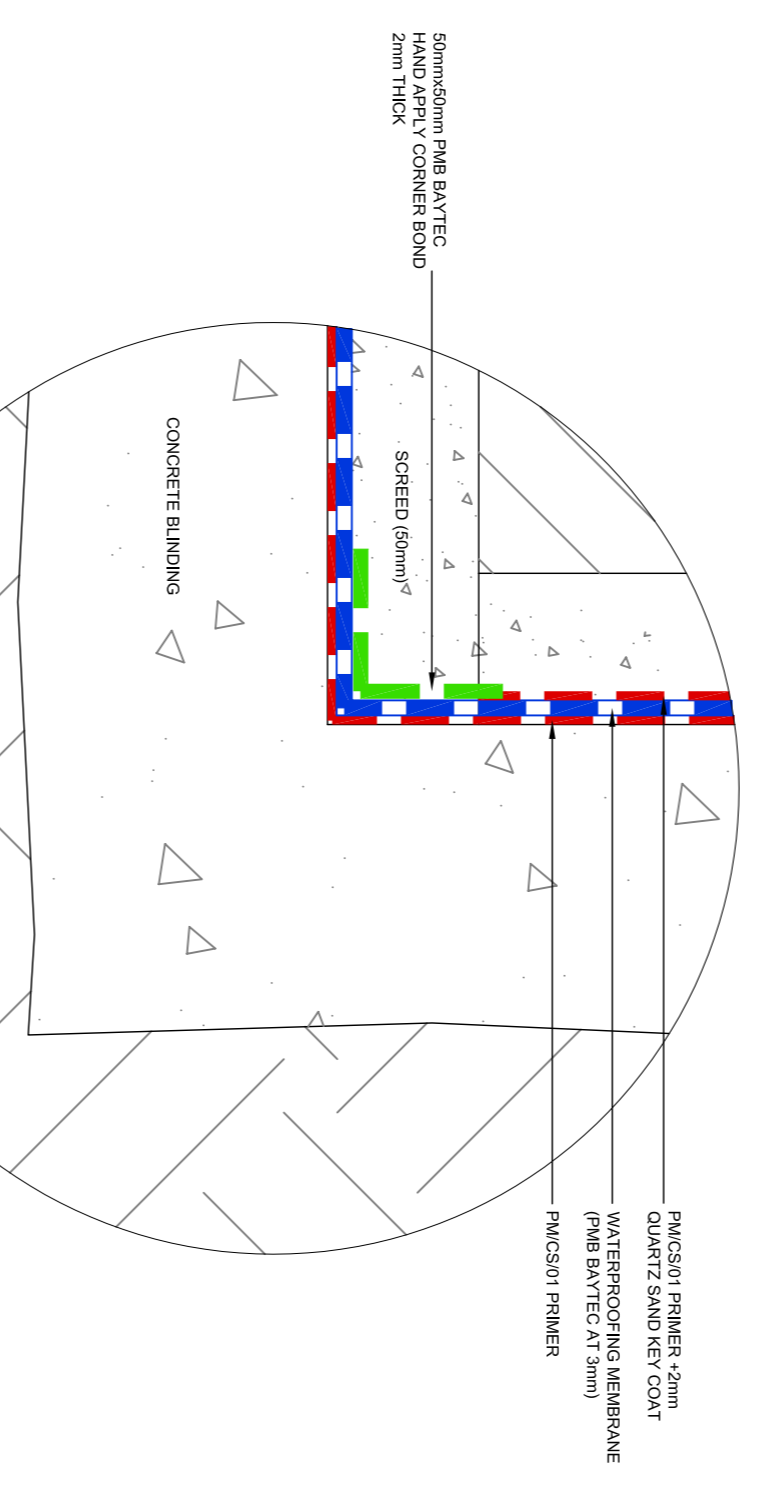 50mmx50mm PMB BAYTEC
HAND APPLY CORNER BOND
2mm THICK
PM/CS/01 PRIMER +2mm
QUARTZ SAND KEY COAT
WATERPROOFING MEMBRANE
(PMB BAYTEC AT 3mm)
PM/CS/01 PRIMER
SCREED (50mm)
CONCRETE BLINDING